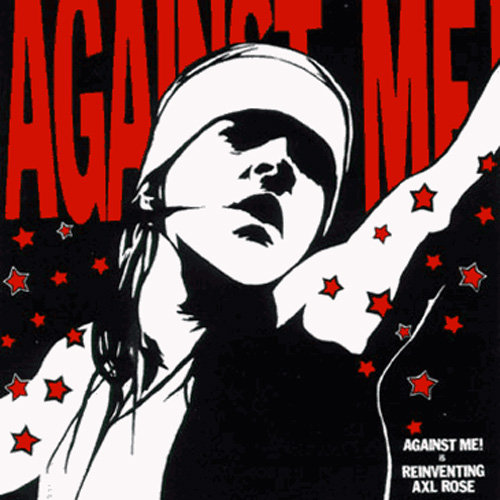 AGAINST ME!
AGAINST ME!
IS
REINVENTING
AXL ROSE